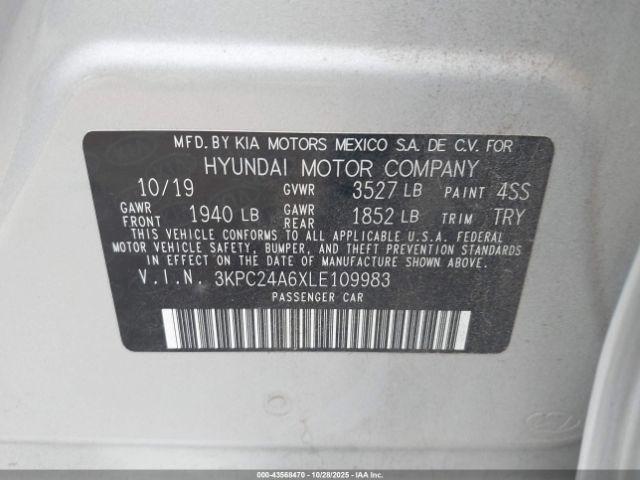 MFD. BY KIA MOTORS MEXICO S.A. DE C.V. FOR
HYUNDAI MOTOR COMPANY
10/19 GVWR 3527 LB PAINT 4SS
GAWR FRONT 1940 LB GAWR REAR 1852 LB TRIM TRY
THIS VEHICLE CONFORMS TO ALL APPLICABLE U.S.A. FEDERAL
MOTOR VEHICLE SAFETY, BUMPER, AND THEFT PREVENTION STANDARDS
IN EFFECT ON THE DATE OF MANUFACTURE SHOWN ABOVE.
V.I.N. 3KPC24A6XLE109983
PASSENGER CAR
000-43568470 | 10/28/2025 | IAA Inc.